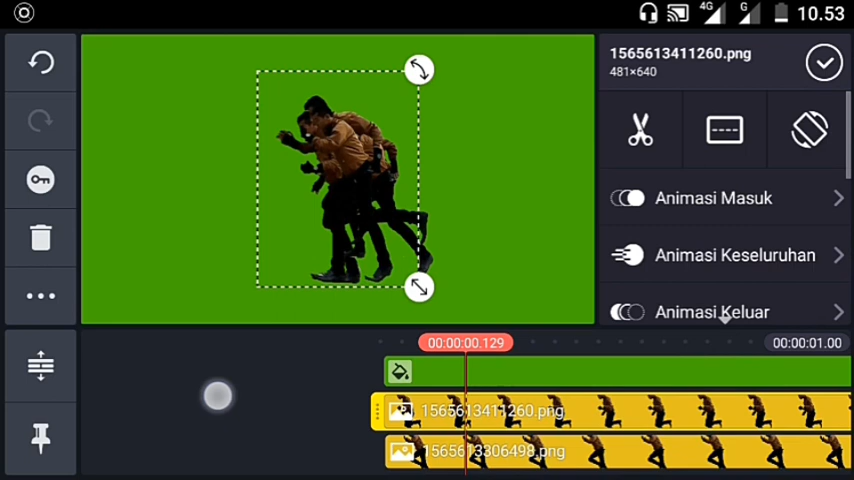 4G
G
10.53
1565613411260.png
481×640
Animasi Masuk
Animasi Keseluruhan
Animasi Keluar
00:00:00.129
00:00:01.00
1565613411260.png
1565613306498.png